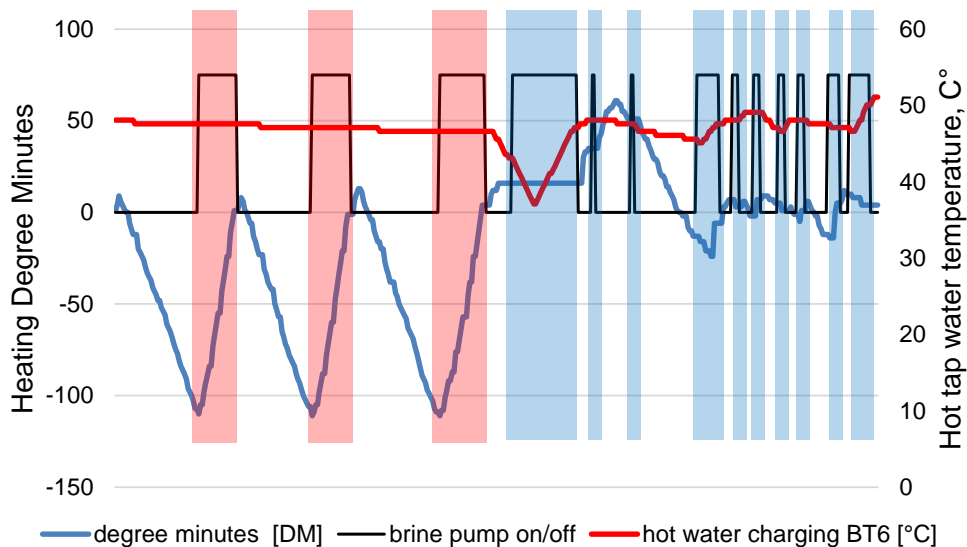 100
50
0
-50
-100
-150
Heating Degree Minutes
60
50
40
30
20
10
0
Hot tap water temperature, C°
degree minutes [DM]
brine pump on/off
hot water charging BT6 [°C]